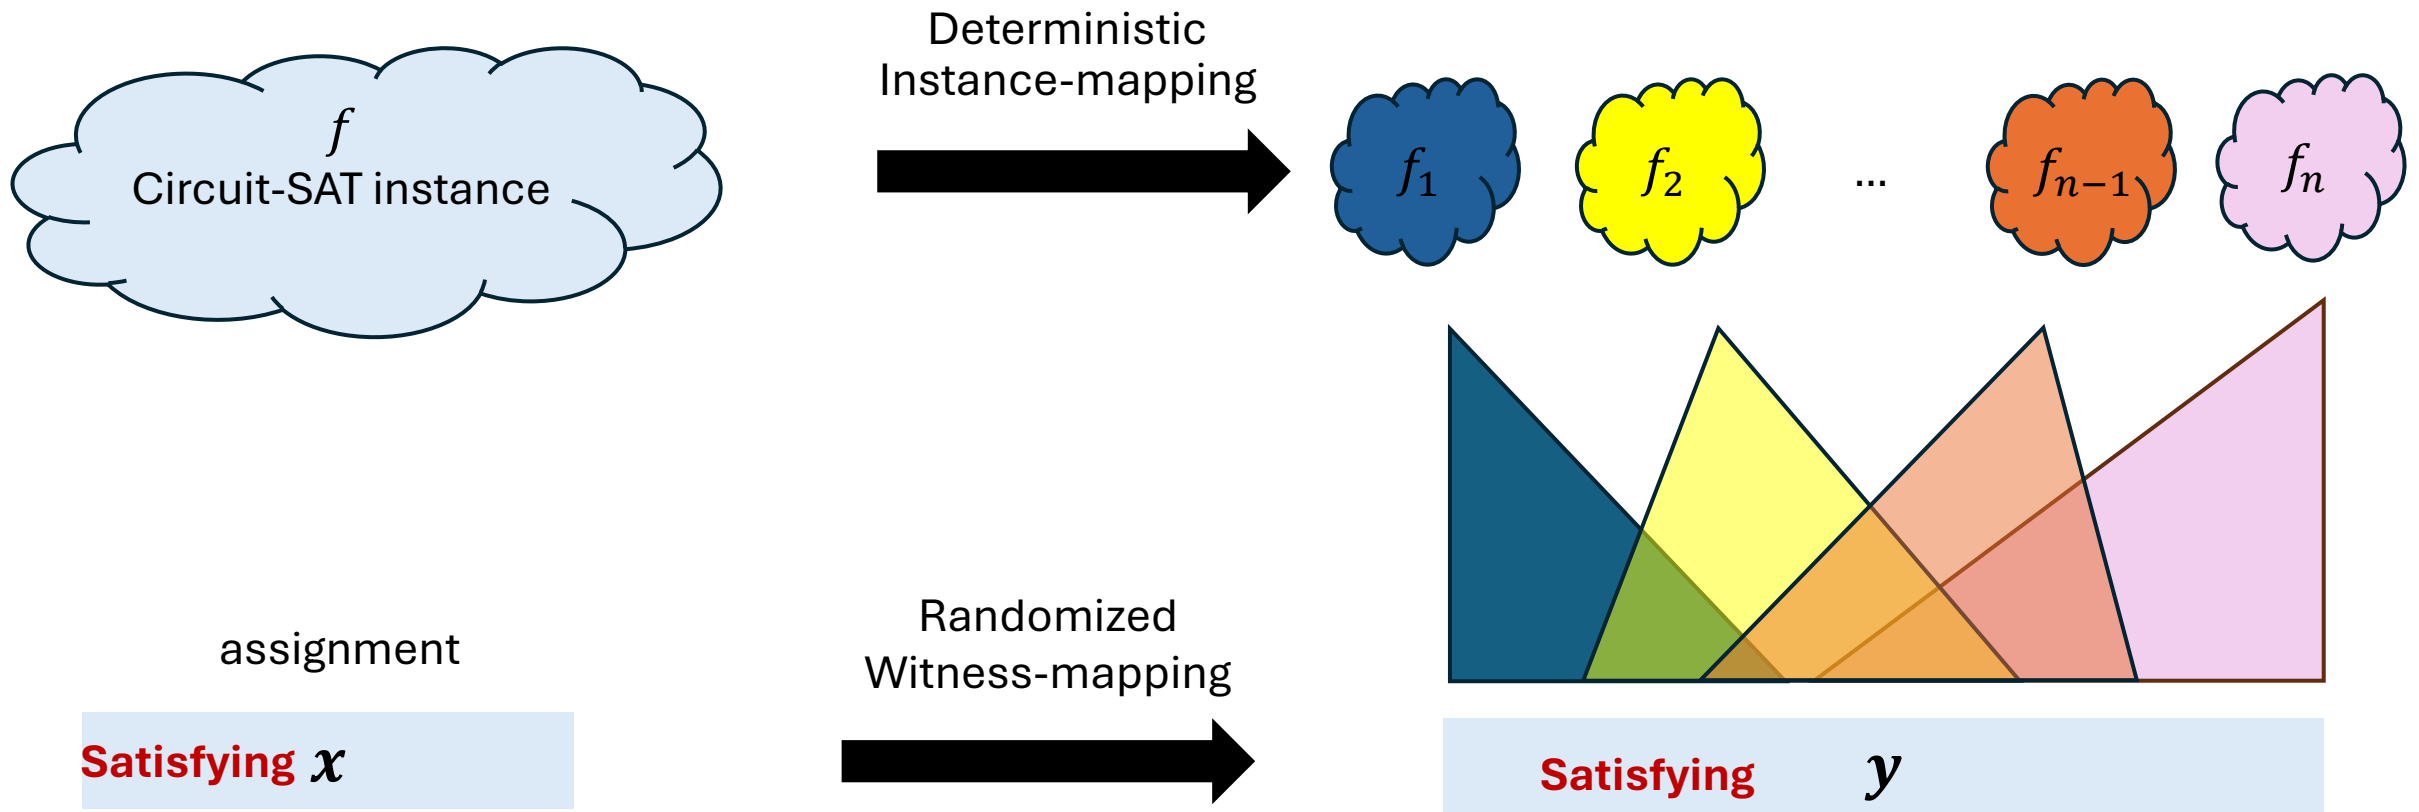 Deterministic
Instance-mapping
f
Circuit-SAT instance
f₁
f₂
...
fₙ₋₁
fₙ
assignment
Randomized
Witness-mapping
Satisfying x
Satisfying y